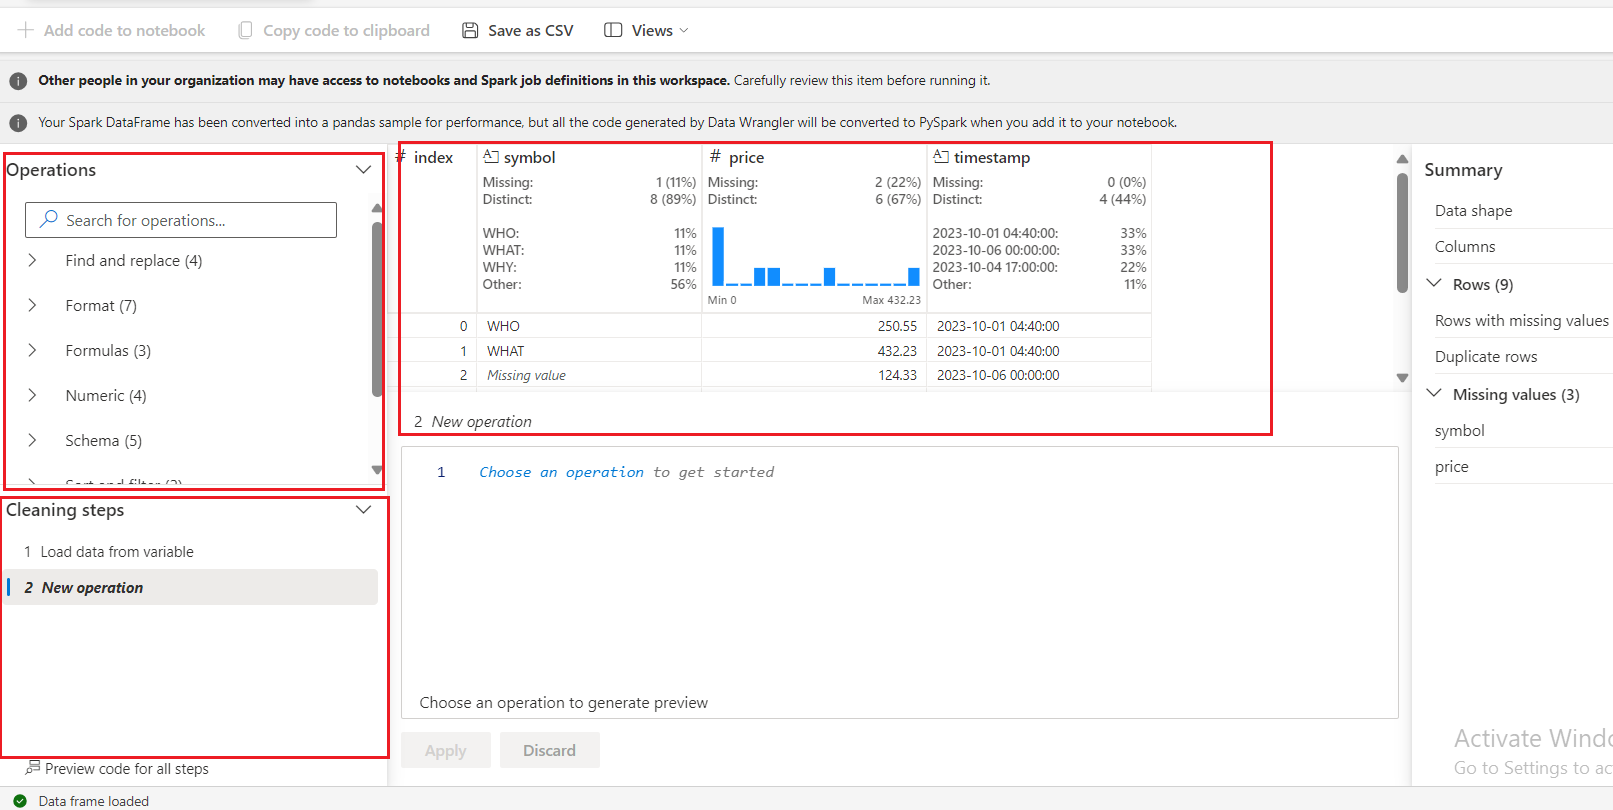 Add code to notebook Copy code to clipboard Save as CSV Views
Other people in your organization may have access to notebooks and Spark job definitions in this workspace. Carefully review this item before running it.
Your Spark DataFrame has been converted into a pandas sample for performance, but all the code generated by Data Wrangler will be converted to PySpark when you add it to your notebook.
Operations
Search for operations...
Find and replace (4)
Format (7)
Formulas (3)
Numeric (4)
Schema (5)
Cleaning steps
1 Load data from variable
2 New operation
Preview code for all steps
# index symbol # price timestamp
Missing: 1 (11%) Missing: 2 (22%) Missing: 0 (0%)
Distinct: 8 (89%) Distinct: 6 (67%) Distinct: 4 (44%)
WHO: 11% 2023-10-01 04:40:00: 33%
WHAT: 11% 2023-10-06 00:00:00: 33%
WHY: 11% 2023-10-04 17:00:00: 22%
Other: 56% Other: 11%
Min 0 Max 432.23
0 WHO 250.55 2023-10-01 04:40:00
1 WHAT 432.23 2023-10-01 04:40:00
2 Missing value 124.33 2023-10-06 00:00:00
2 New operation
1 Choose an operation to get started
Choose an operation to generate preview
Apply Discard
Summary
Data shape
Columns
Rows (9)
Rows with missing values
Duplicate rows
Missing values (3)
symbol
price
Activate Windo
Go to Settings to ac
Data frame loaded